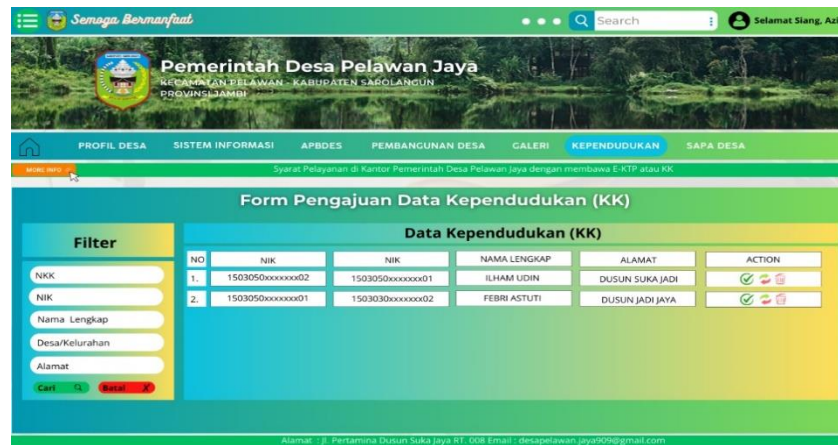 Semoga Bermanfaat
Search
Selamat Siang, Azi
Pemerintah Desa Pelawan Jaya
KECAMATAN PELAWAN - KABUPATEN SAROLANGUN
PROVINSI JAMBI
PROFIL DESA SISTEM INFORMASI APBDES PEMBANGUNAN DESA GALERI KEPENDUDUKAN SAPA DESA
MORE INFO Syarat Pelayanan di Kantor Pemerintah Desa Pelawan Jaya dengan membawa E-KTP atau KK
Form Pengajuan Data Kependudukan (KK)
Filter
NKK
NIK
Nama Lengkap
Desa/Kelurahan
Alamat
Cari Batal X
Data Kependudukan (KK)
NO NIK NIK NAMA LENGKAP ALAMAT ACTION
1. 1503050xxxxxxx02 1503050xxxxxxx01 ILHAM UDIN DUSUN SUKA JADI
2. 1503050xxxxxxx01 1503030xxxxxxx02 FEBRI ASTUTI DUSUN JADI JAYA
Alamat : Jl. Pertamina Dusun Suka Jaya RT. 008 Email : desapelawan.jaya909@gmail.com